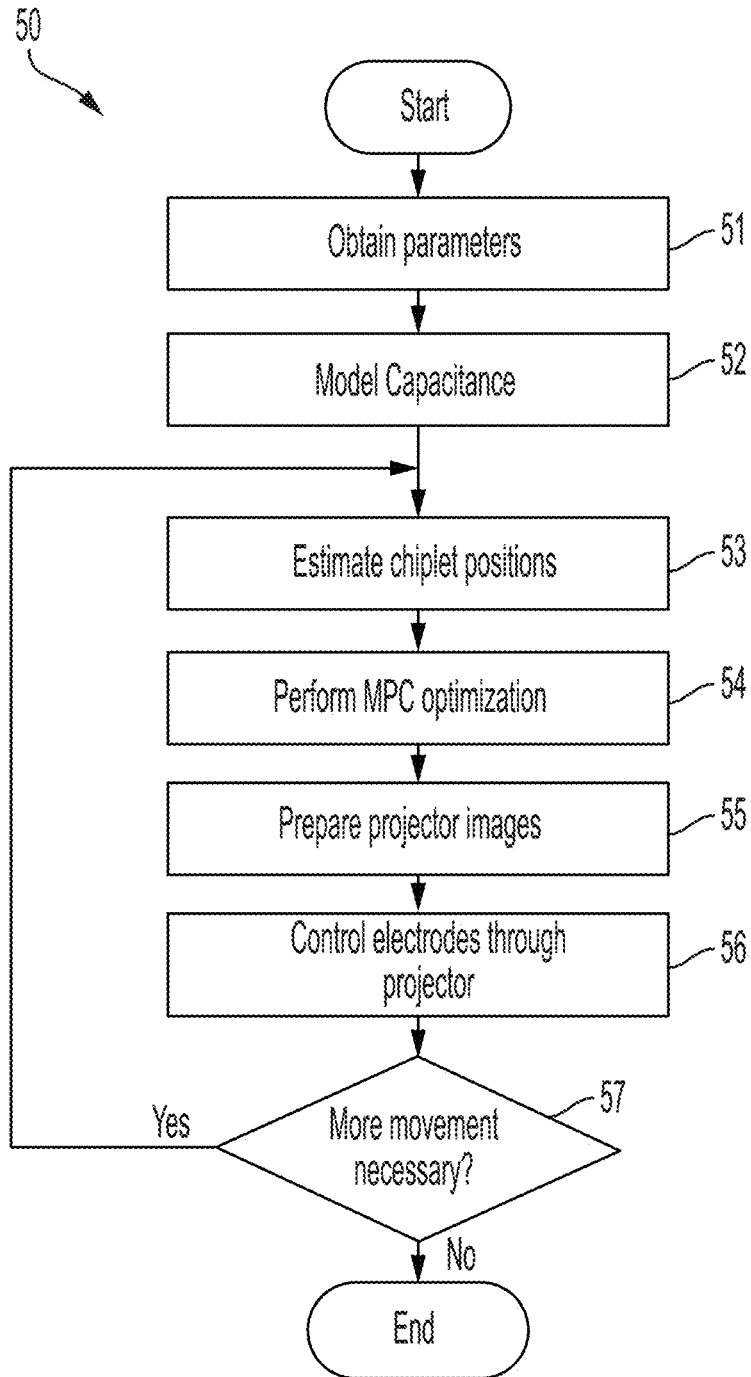 50
Start
Obtain parameters
51
Model Capacitance
52
Estimate chiplet positions
53
Perform MPC optimization
54
Prepare projector images
55
Control electrodes through
projector
56
57
Yes
More movement
necessary?
No
End